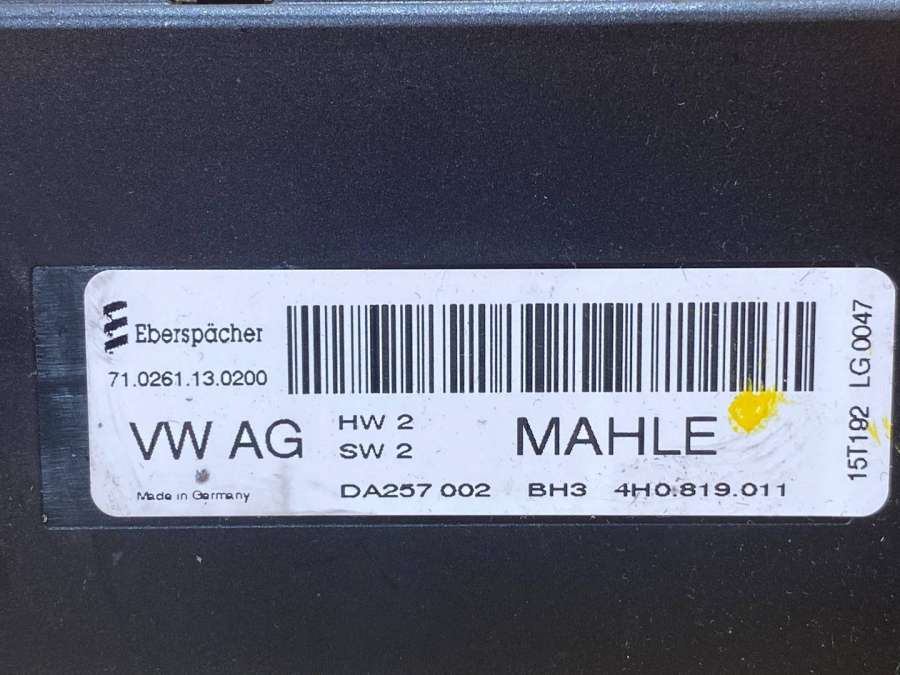 Eberspächer
71.0261.13.0200
VW AG
HW 2
SW 2
MAHLE
Made in Germany
DA257 002 BH3 4H0.819.011
15T192 LG.0047